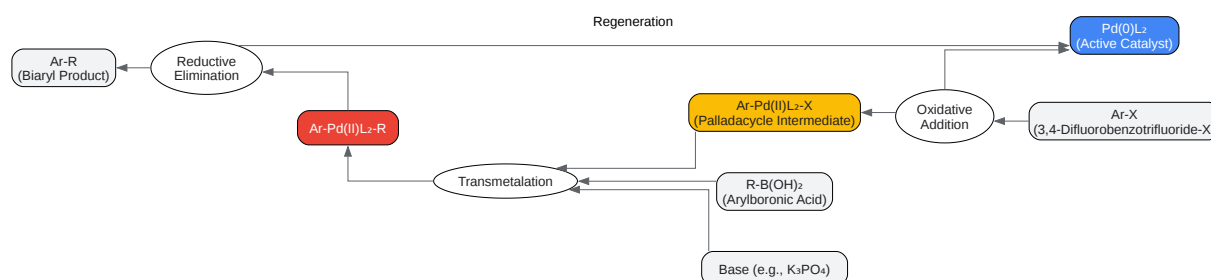 Regeneration
Pd(0)L₂
(Active Catalyst)
Ar-R
(Biaryl Product)
Reductive
Elimination
Ar-Pd(II)L₂-R
Ar-Pd(II)L₂-X
(Palladacycle Intermediate)
Oxidative
Addition
Ar-X
(3,4-Difluorobenzotrifluoride-X
Transmetalation
R-B(OH)₂
(Arylboronic Acid)
Base (e.g., K₃PO₄)